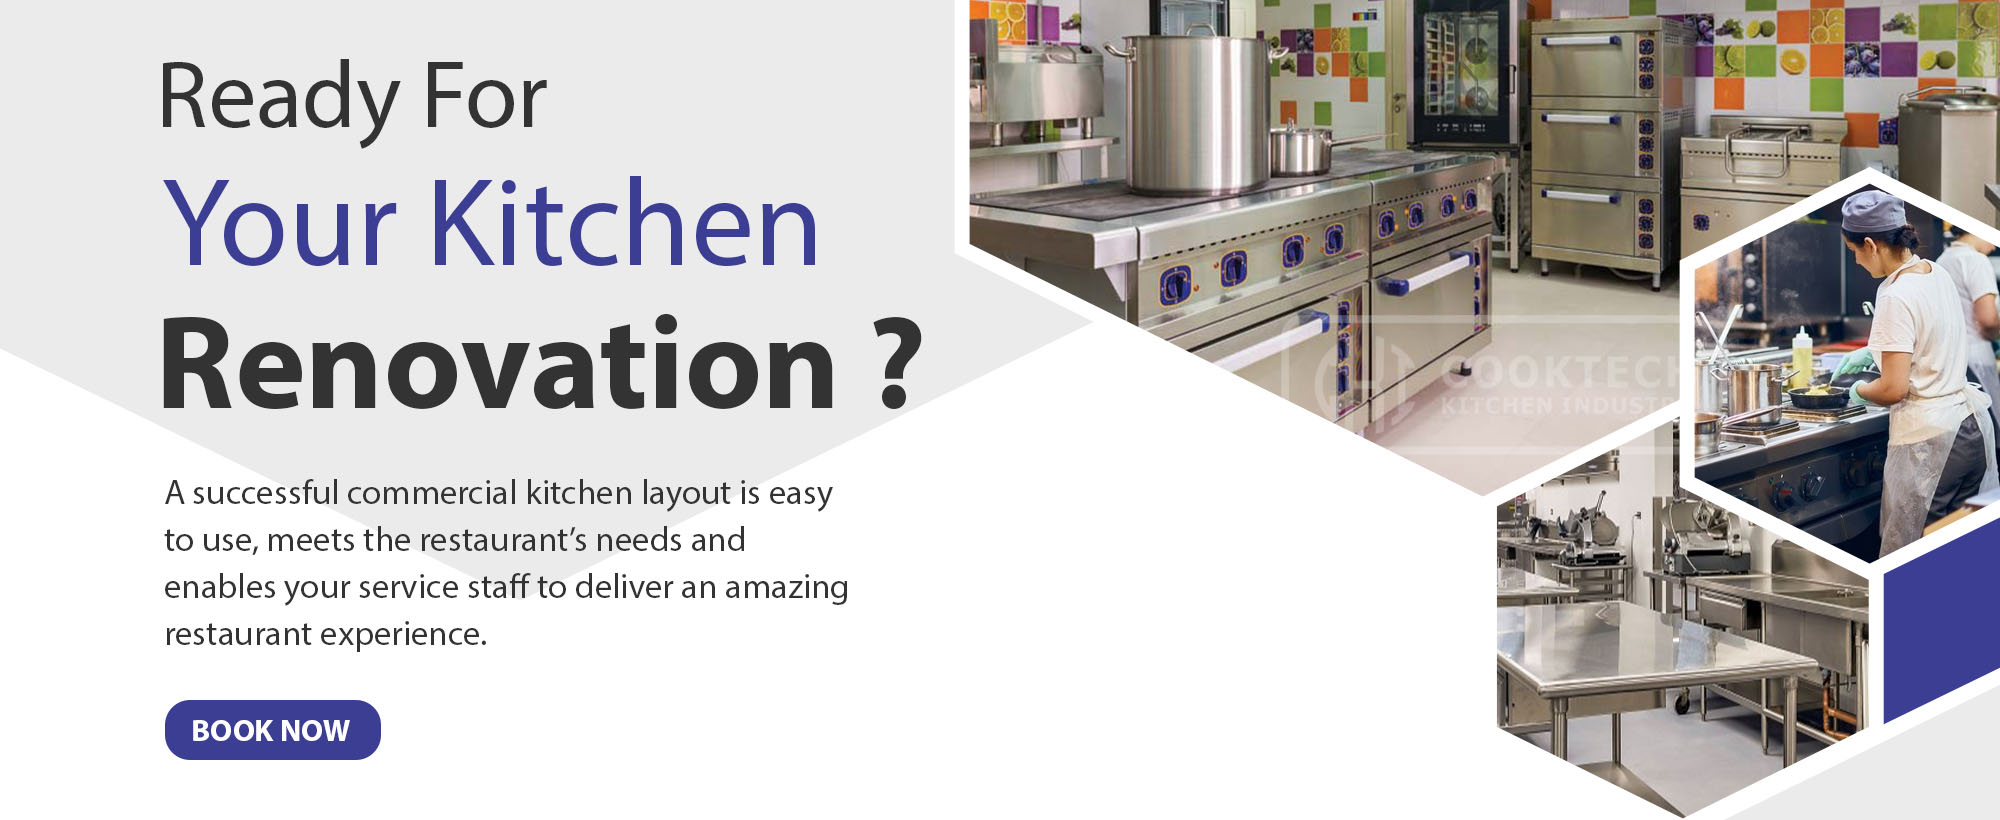 Ready For
Your Kitchen
Renovation ?
A successful commercial kitchen layout is easy
to use, meets the restaurant’s needs and
enables your service staff to deliver an amazing
restaurant experience.
BOOK NOW
COOKTECH
KITCHEN